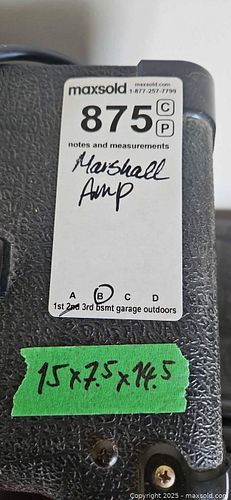 maxsold maxsold.com
1-877-257-7799
875 C
P
notes and measurements
Marshall
Amp
A B C D
1st 2nd 3rd bsmt garage outdoors
15x7.5x14.5
Copyright 2025 - maxsold.com